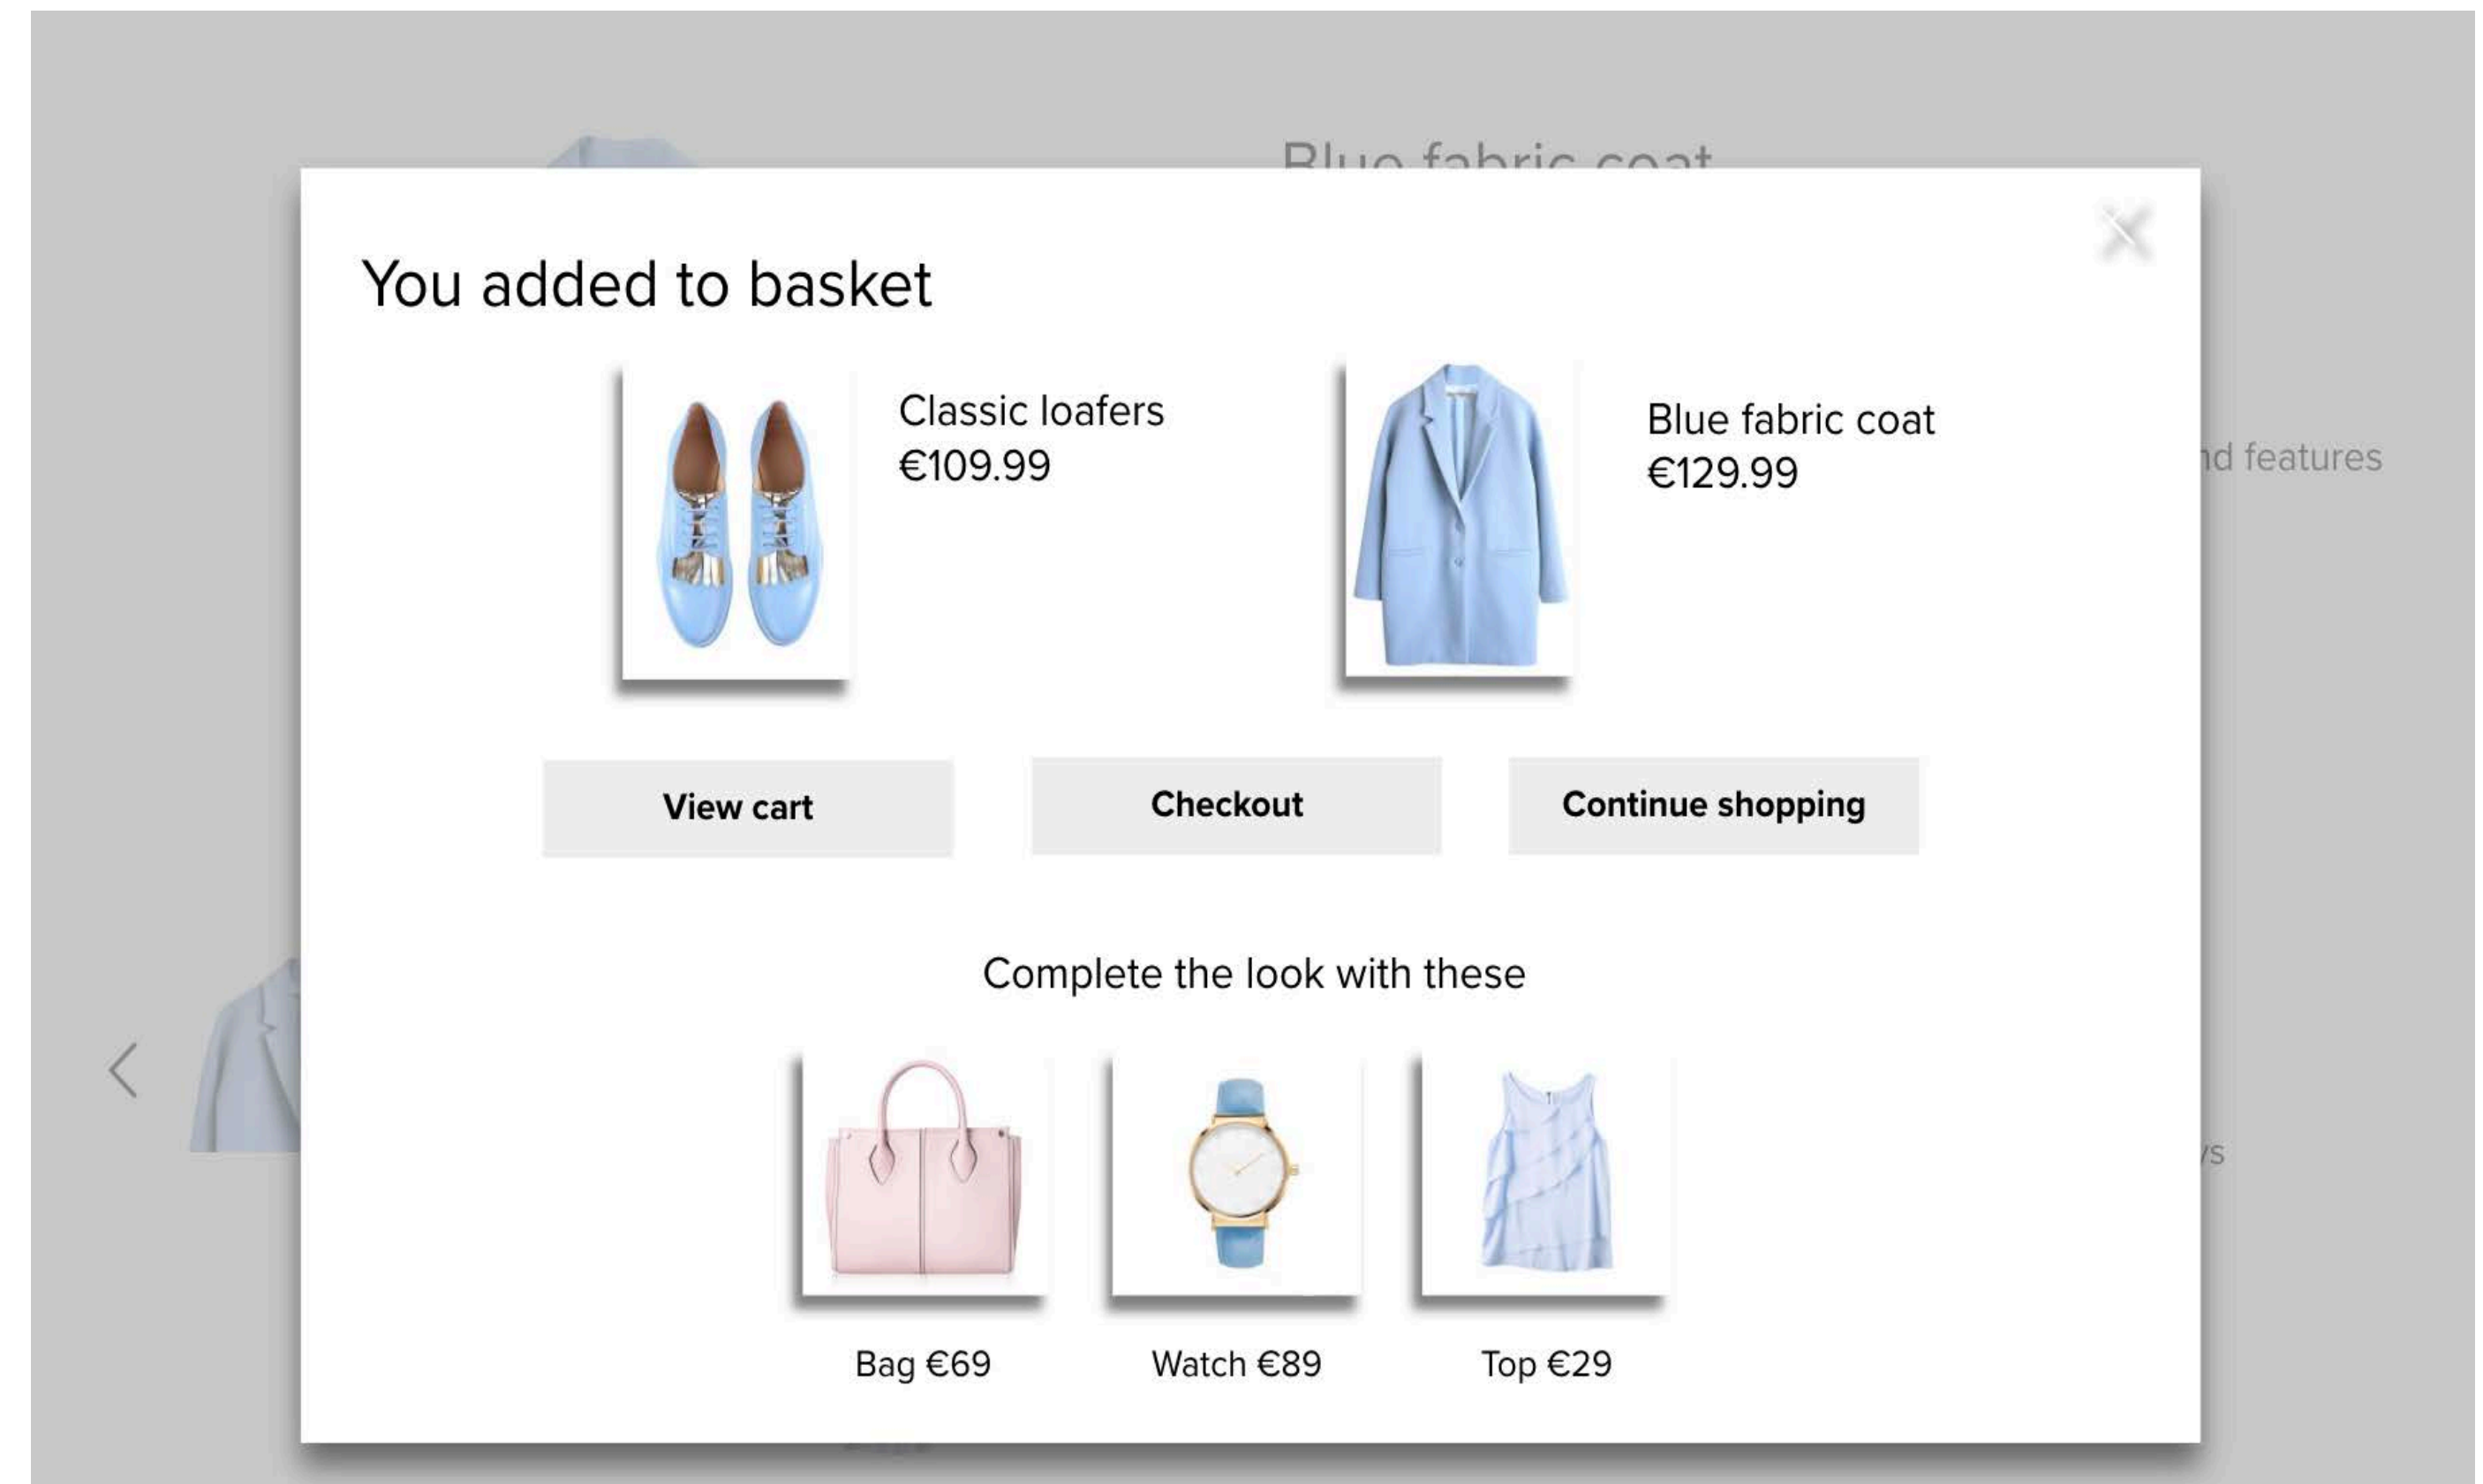 Blue fabric coat
You added to basket
Classic loafers
€109.99
Blue fabric coat
€129.99
features
View cart
Checkout
Continue shopping
Complete the look with these
Bag €69
Watch €89
Top €29